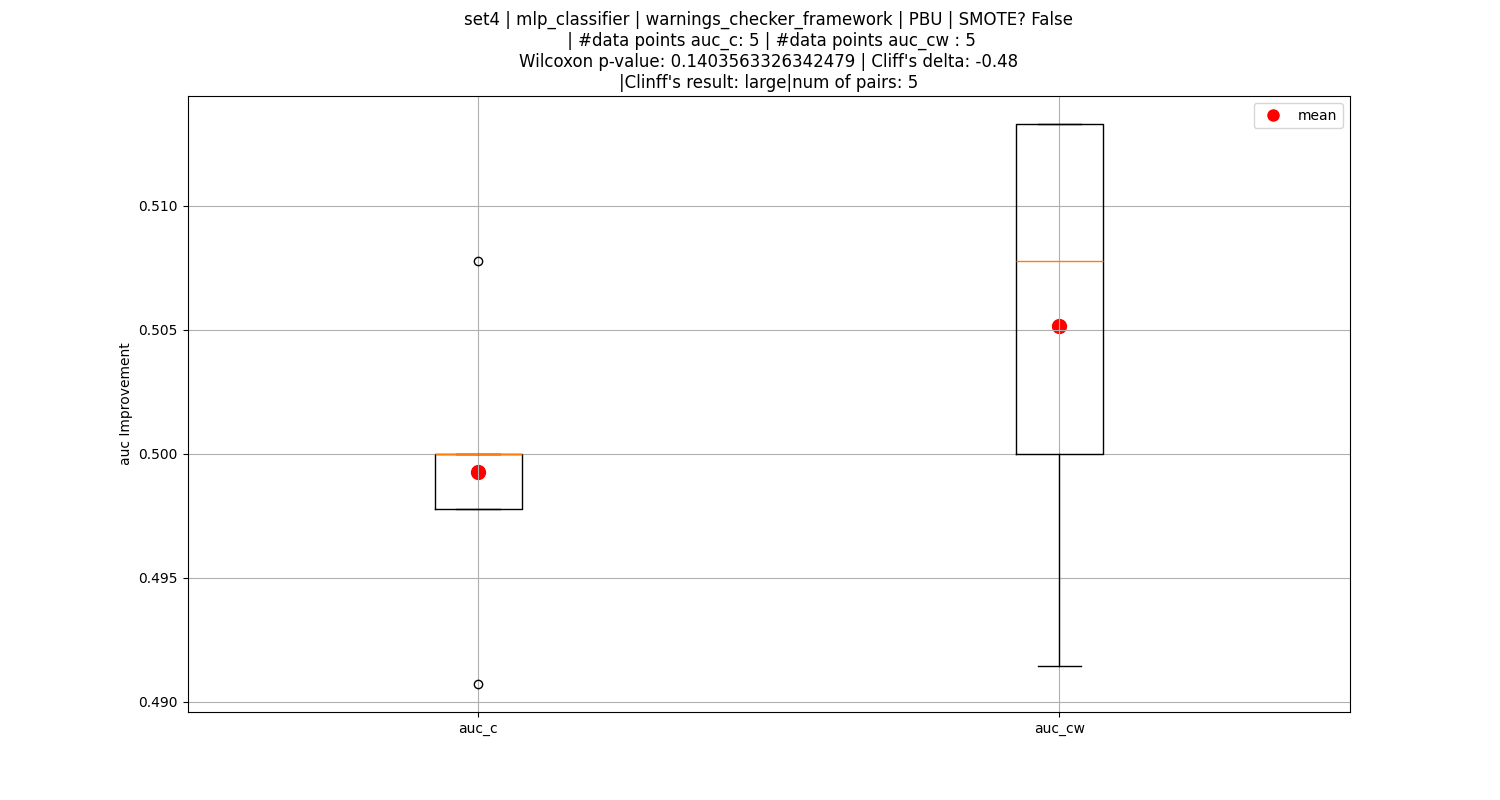 set4 | mlp_classifier | warnings_checker_framework | PBU | SMOTE? False
| #data points auc_c: 5 | #data points auc_cw : 5
Wilcoxon p-value: 0.1403563326342479 | Cliff's delta: -0.48
|Clinff's result: large|num of pairs: 5
mean
auc Improvement
0.510
0.505
0.500
0.495
0.490
auc_c
auc_cw